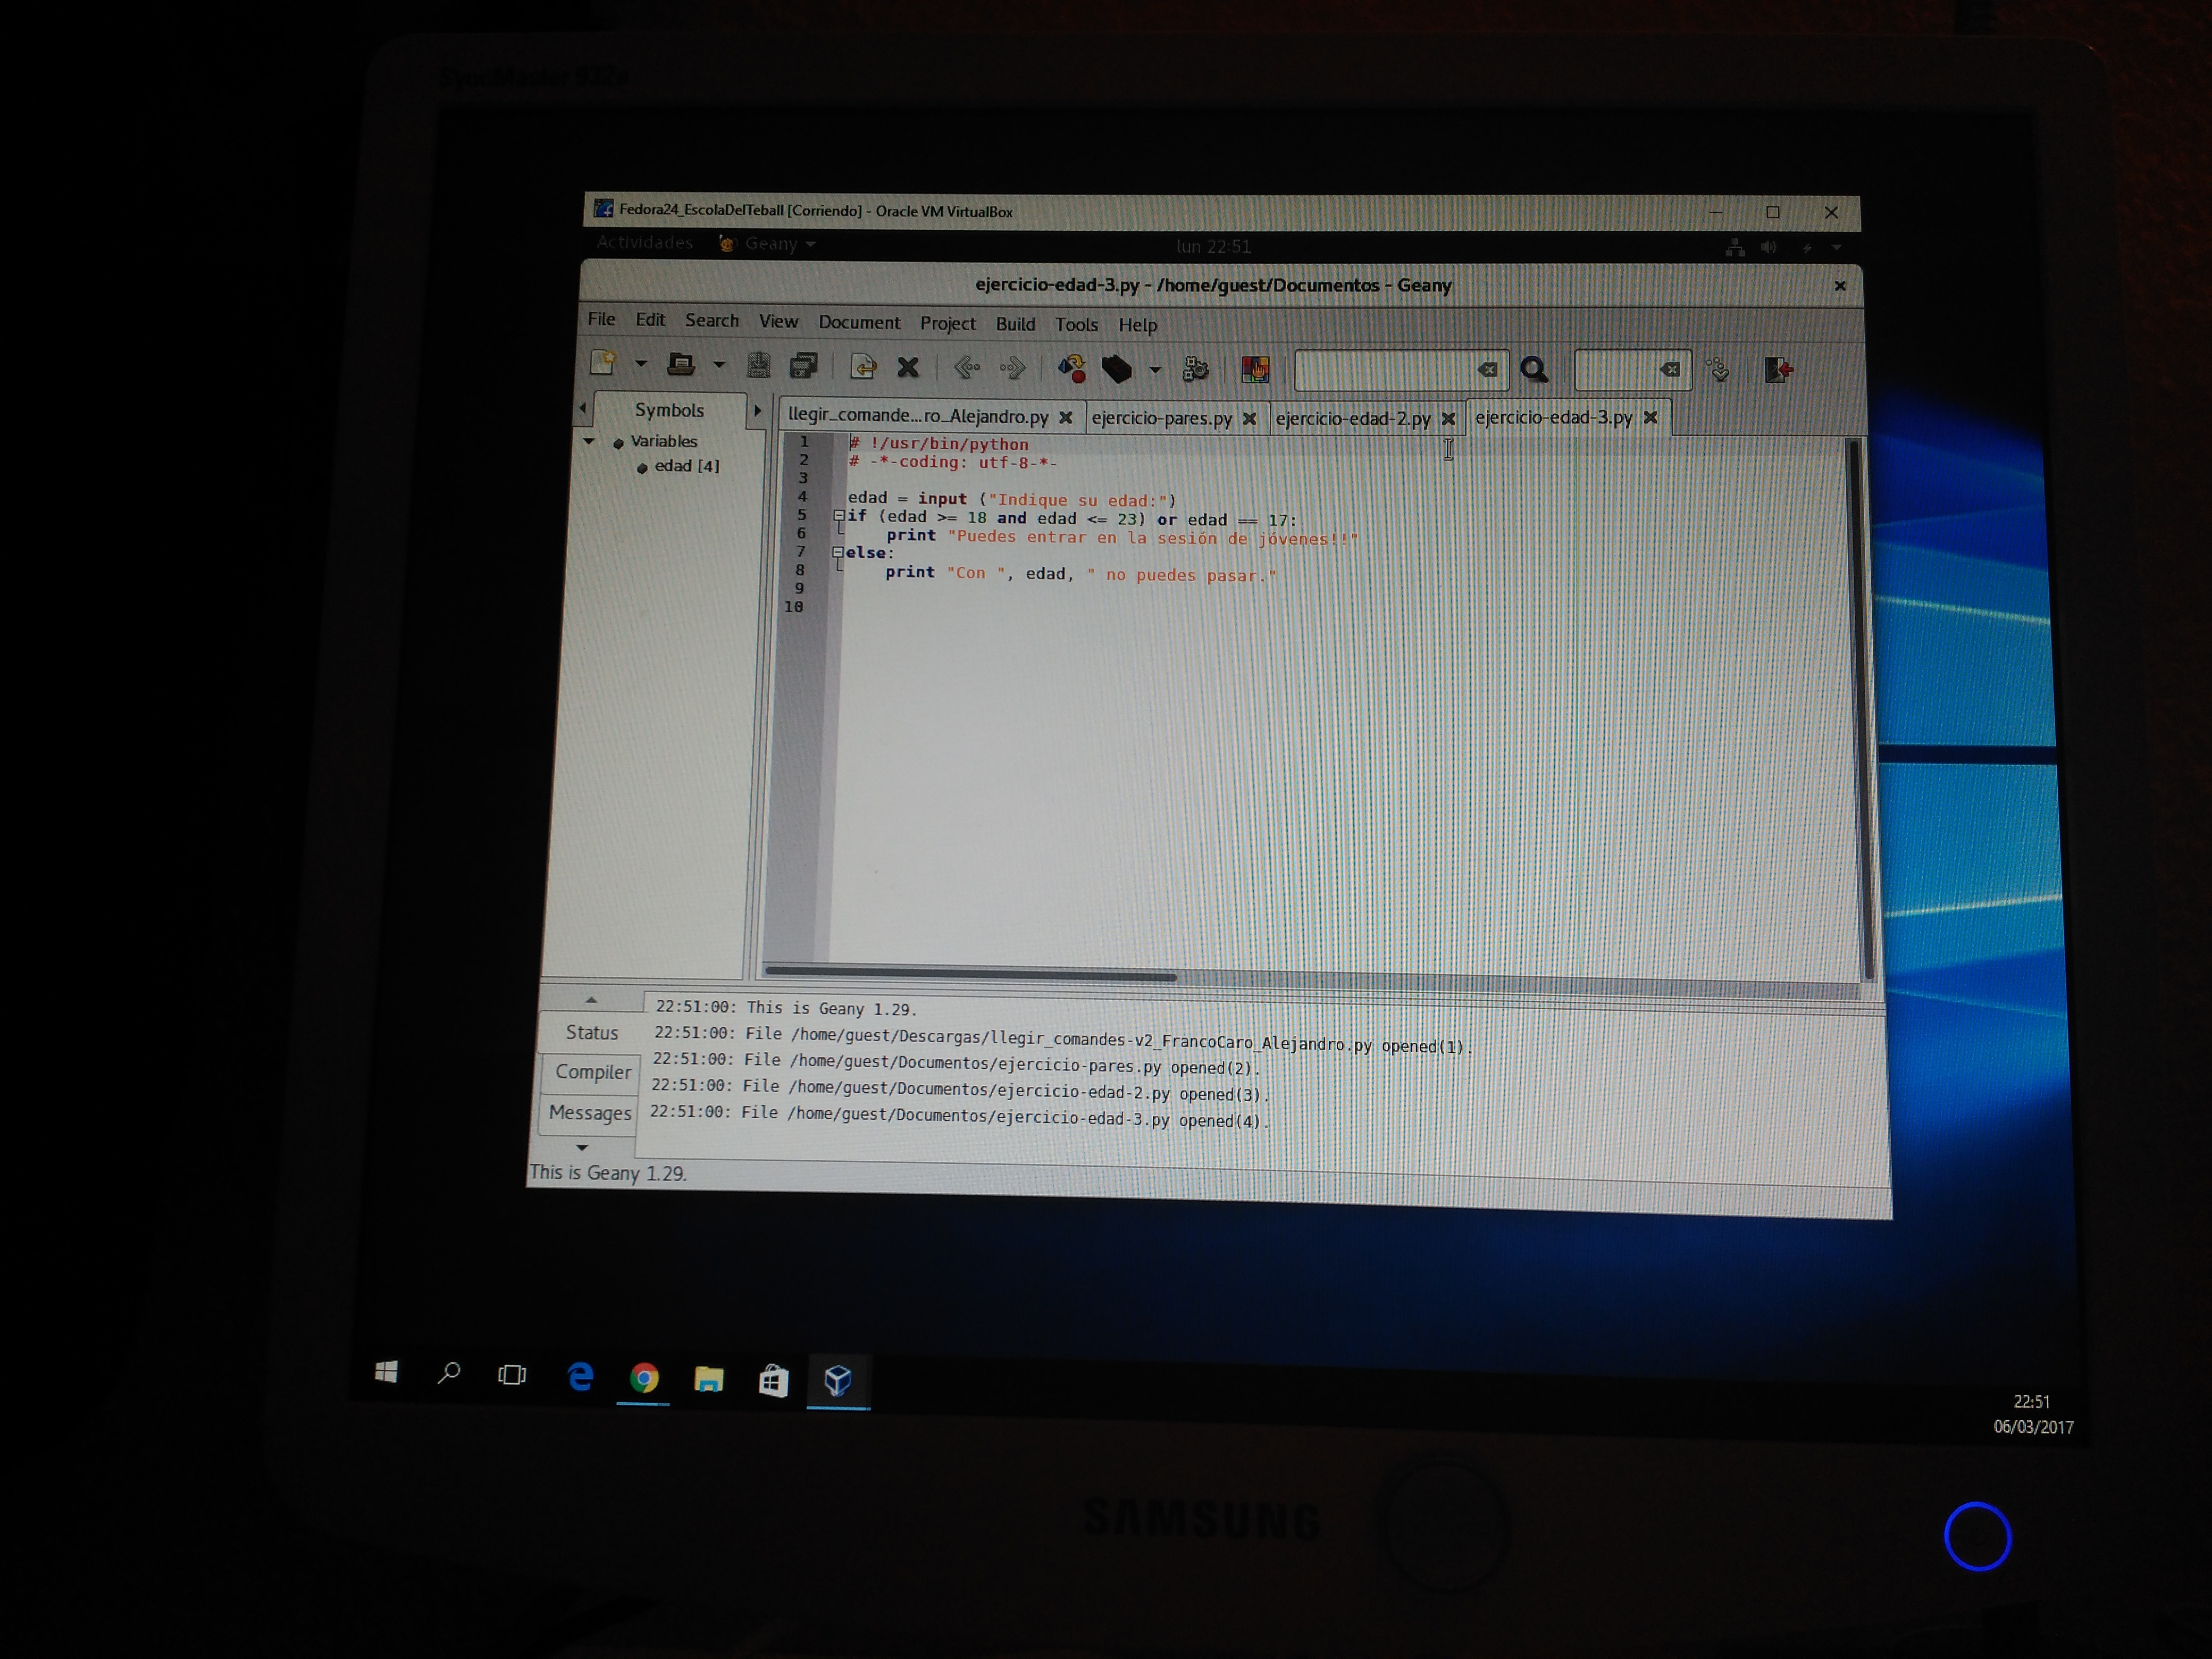 SyncMaster 932s
Fedora24_EscolaDelTeball [Corriendo] - Oracle VM VirtualBox
Actividades Geany lun 22:51
ejercicio-edad-3.py - /home/guest/Documentos - Geany
File Edit Search View Document Project Build Tools Help
Symbols
llegir_comande...ro_Alejandro.py ejercicio-pares.py ejercicio-edad-2.py ejercicio-edad-3.py
Variables
edad [4]
1 # !/usr/bin/python
2 # -*-coding: utf-8-*-
3
4 edad = input ("Indique su edad:")
5 if (edad >= 18 and edad <= 23) or edad == 17:
6 print "Puedes entrar en la sesión de jóvenes!!"
7 else:
8 print "Con ", edad, " no puedes pasar."
9
10
Status
Compiler
Messages
22:51:00: This is Geany 1.29.
22:51:00: File /home/guest/Descargas/llegir_comandes-v2_FrancoCaro_Alejandro.py opened(1).
22:51:00: File /home/guest/Documentos/ejercicio-pares.py opened(2).
22:51:00: File /home/guest/Documentos/ejercicio-edad-2.py opened(3).
22:51:00: File /home/guest/Documentos/ejercicio-edad-3.py opened(4).
This is Geany 1.29.
22:51
06/03/2017
SAMSUNG